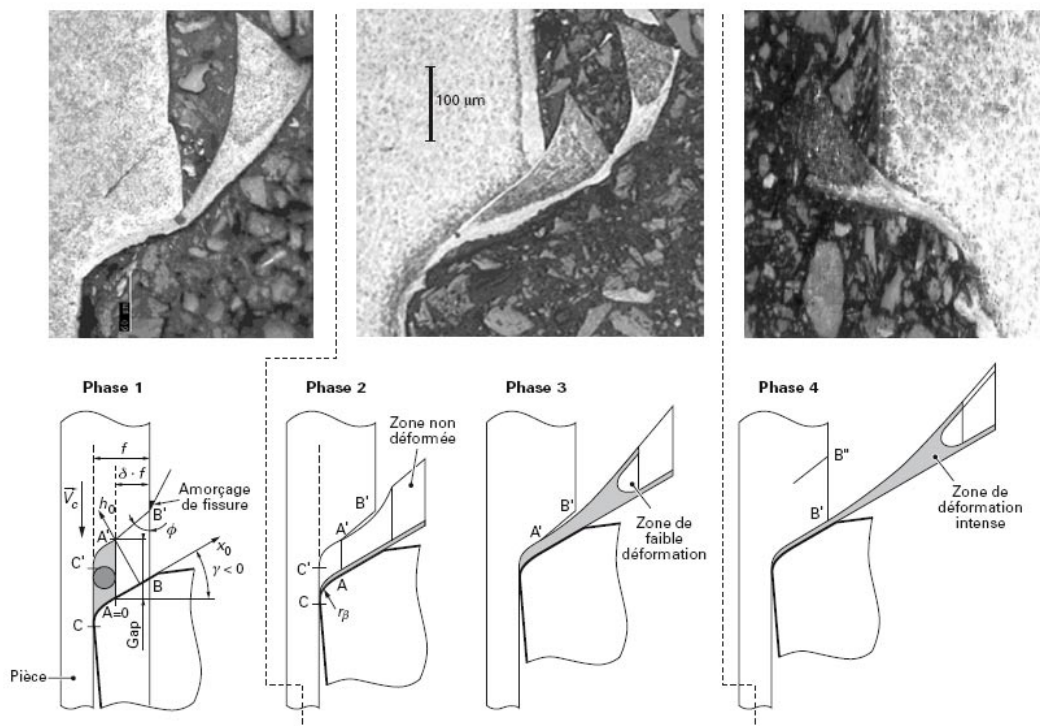 100 µm
Phase 1
f
δ · f
V⃗c
h0
A'
B'
Amorçage
de fissure
ϕ
C'
x0
γ < 0
A=0
B
C
Gap
Pièce
Phase 2
Zone non
déformée
B'
A'
C'
A
C
rβ
Phase 3
A'
B'
Zone de
faible
déformation
Phase 4
B"
B'
Zone de
déformation
intense